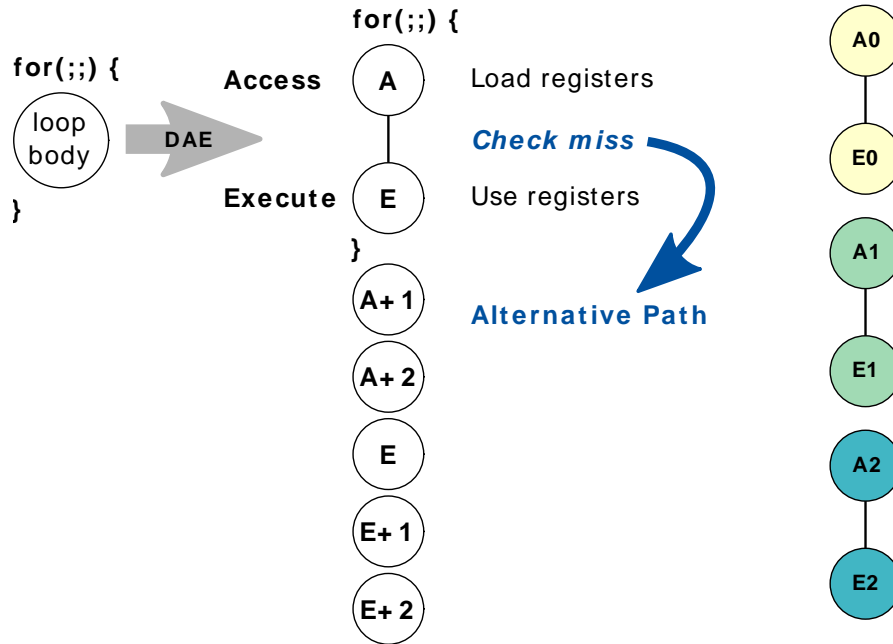 for(;;) {
loop
body
}
DAE
for(;;) {
Access
A
Load registers
Check miss
Execute
E
Use registers
}
A+1
Alternative Path
A+2
E
E+1
E+2
A0
E0
A1
E1
A2
E2